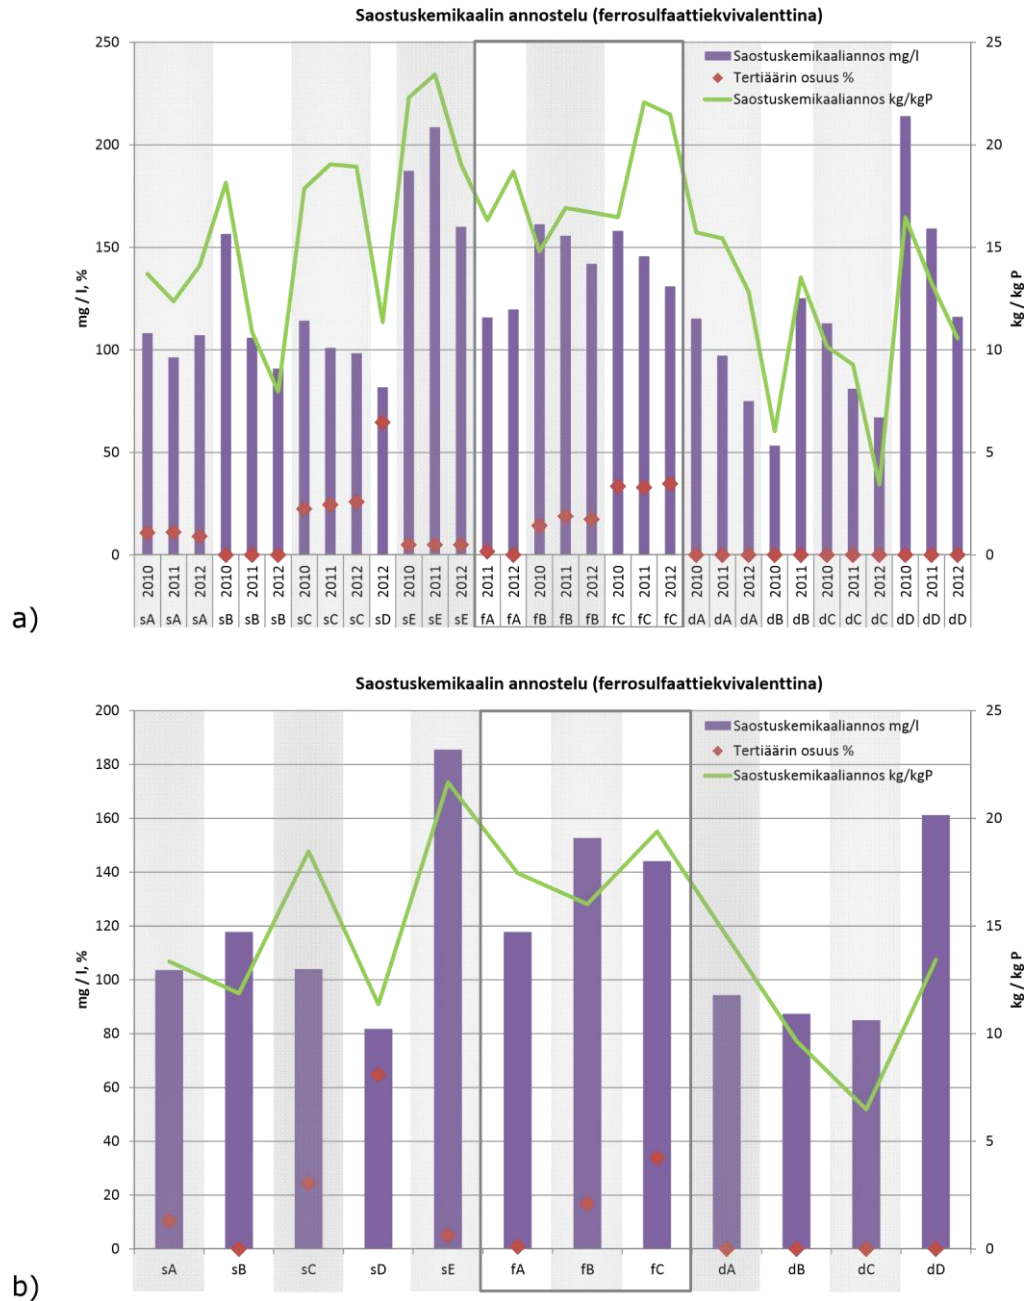 Saostuskemikaalin annostelu (ferrosulfaattiekvivalenttina)
250
200
150
100
50
0
mg / l, %
25
20
15
10
5
0
kg / kg P
Saostuskemikaaliannos mg/l
Tertiäärin osuus %
Saostuskemikaaliannos kg/kgP
2010 2011 2012 2010 2011 2012 2010 2011 2012 2012 2010 2011 2012 2011 2012 2010 2011 2012 2010 2011 2012 2010 2011 2012 2010 2011 2010 2011 2012 2010 2011 2012
sA sA sA sB sB sB sC sC sC sD sE sE sE fA fA fB fB fB fC fC fC dA dA dA dB dB dC dC dC dD dD dD
a)
Saostuskemikaalin annostelu (ferrosulfaattiekvivalenttina)
200
180
160
140
120
100
80
60
40
20
0
mg / l, %
25
20
15
10
5
0
kg / kg P
Saostuskemikaaliannos mg/l
Tertiäärin osuus %
Saostuskemikaaliannos kg/kgP
sA sB sC sD sE fA fB fC dA dB dC dD
b)